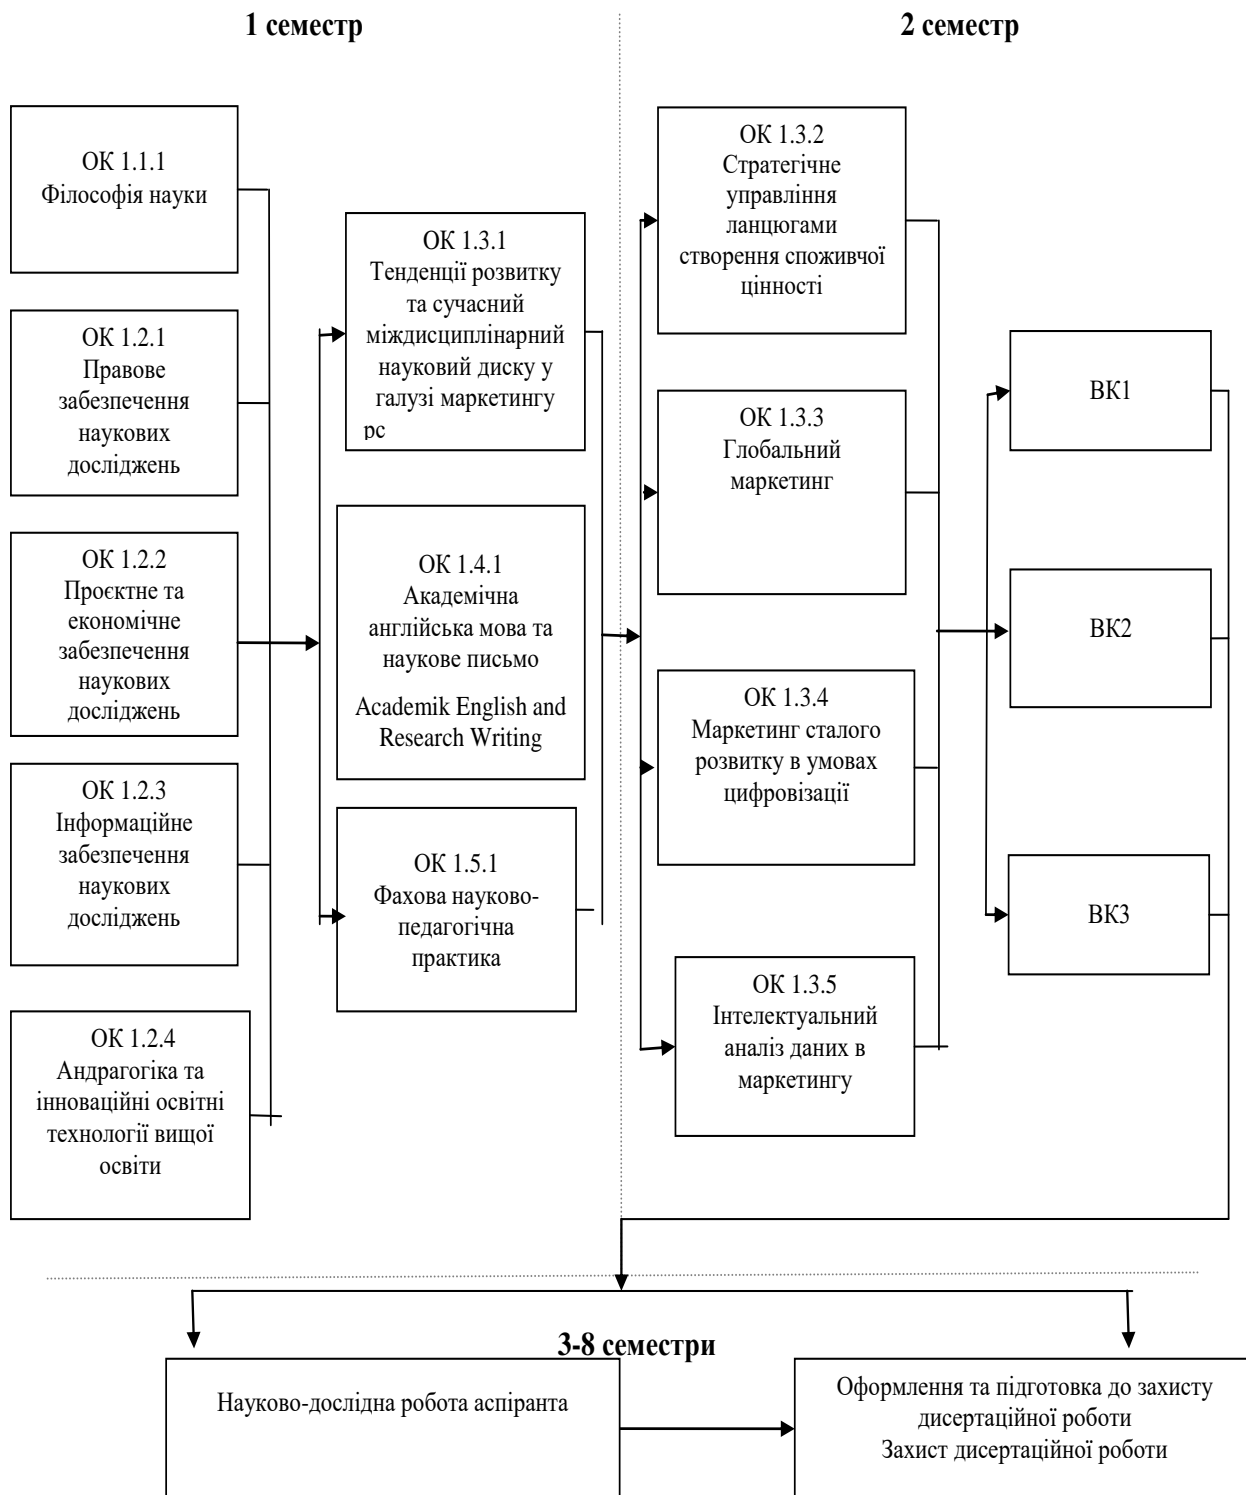 1 семестр
2 семестр
ОК 1.1.1
Філософія науки
ОК 1.2.1
Правове
забезпечення
наукових
досліджень
ОК 1.2.2
Проєктне та
економічне
забезпечення
наукових
досліджень
ОК 1.2.3
Інформаційне
забезпечення
наукових
досліджень
ОК 1.2.4
Андрагогіка та
інноваційні освітні
технології вищої
освіти
ОК 1.3.1
Тенденції розвитку
та сучасний
міждисциплінарний
науковий диску у
галузі маркетингу
рс
ОК 1.4.1
Академічна
англійська мова та
наукове письмо
Academik English and
Research Writing
ОК 1.5.1
Фахова науково-
педагогічна
практика
ОК 1.3.2
Стратегічне
управління
ланцюгами
створення споживчої
цінності
ОК 1.3.3
Глобальний
маркетинг
ОК 1.3.4
Маркетинг сталого
розвитку в умовах
цифровізації
ОК 1.3.5
Інтелектуальний
аналіз даних в
маркетингу
ВК1
ВК2
ВК3
3-8 семестри
Науково-дослідна робота аспіранта
Оформлення та підготовка до захисту
дисертаційної роботи
Захист дисертаційної роботи